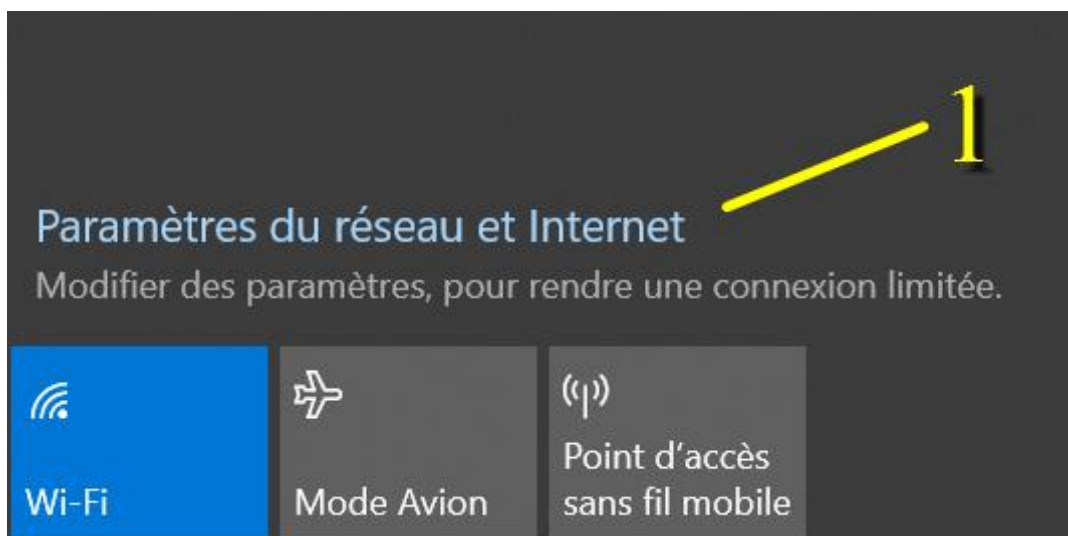 1
Paramètres du réseau et Internet
Modifier des paramètres, pour rendre une connexion limitée.
Wi-Fi
Mode Avion
Point d'accès
sans fil mobile